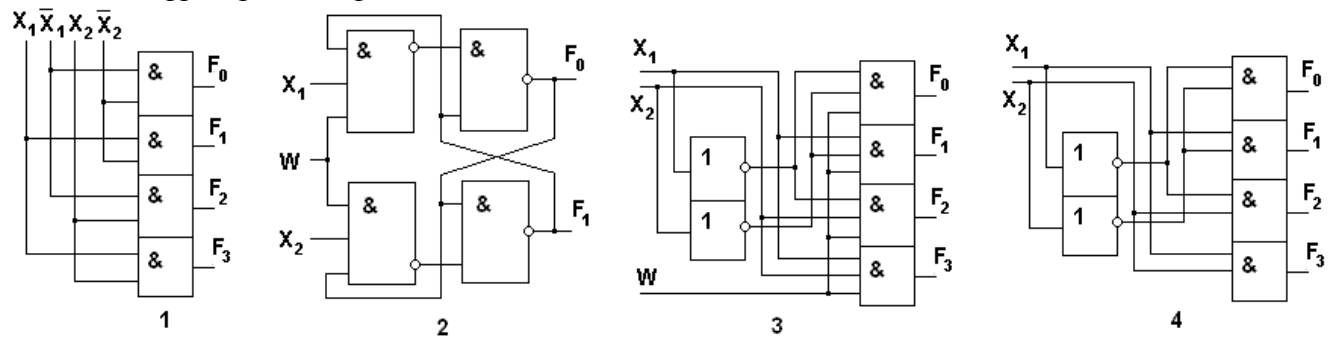 X₁ X̅₁ X₂ X̅₂
& F₀
& F₁
& F₂
& F₃
1
& & F₀
X₁
W
& & F₁
X₂
2
X₁
X₂
1
1
W
& F₀
& F₁
& F₂
& F₃
3
X₁
X₂
1
1
& F₀
& F₁
& F₂
& F₃
4